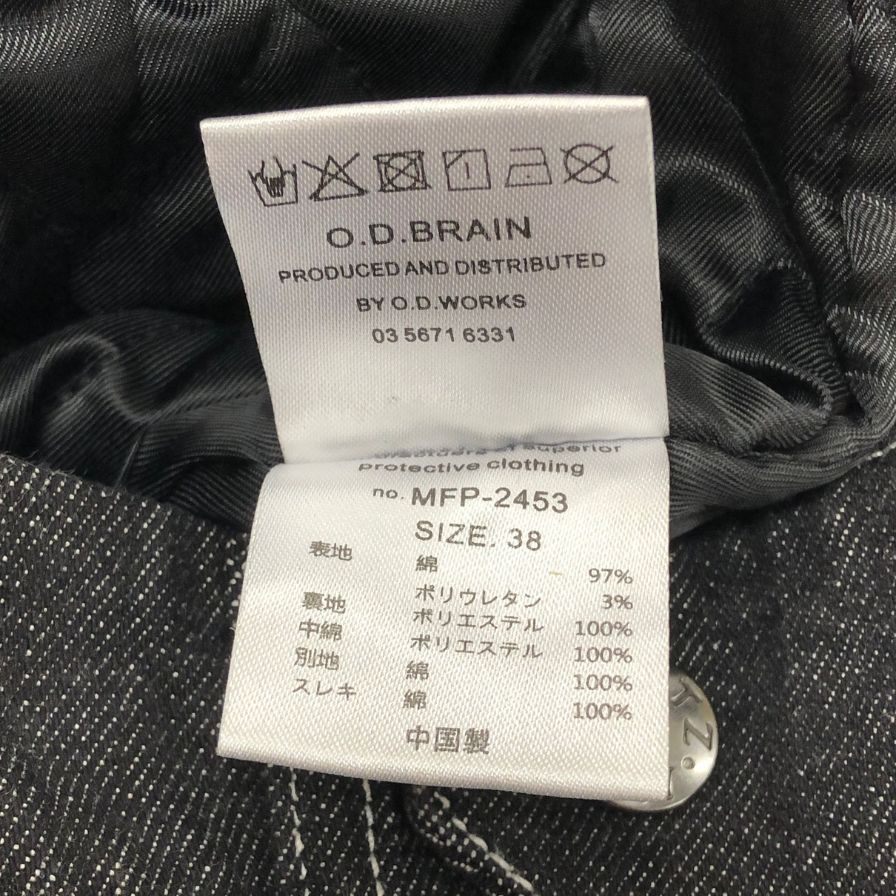 O.D.BRAIN
PRODUCED AND DISTRIBUTED
BY O.D.WORKS
03 5671 6331
superior
protective clothing
no. MFP-2453
SIZE. 38
表地 綿 97%
ポリウレタン 3%
裏地 ポリエステル 100%
中綿 ポリエステル 100%
別地 綿 100%
スレキ 綿 100%
中国製
Z